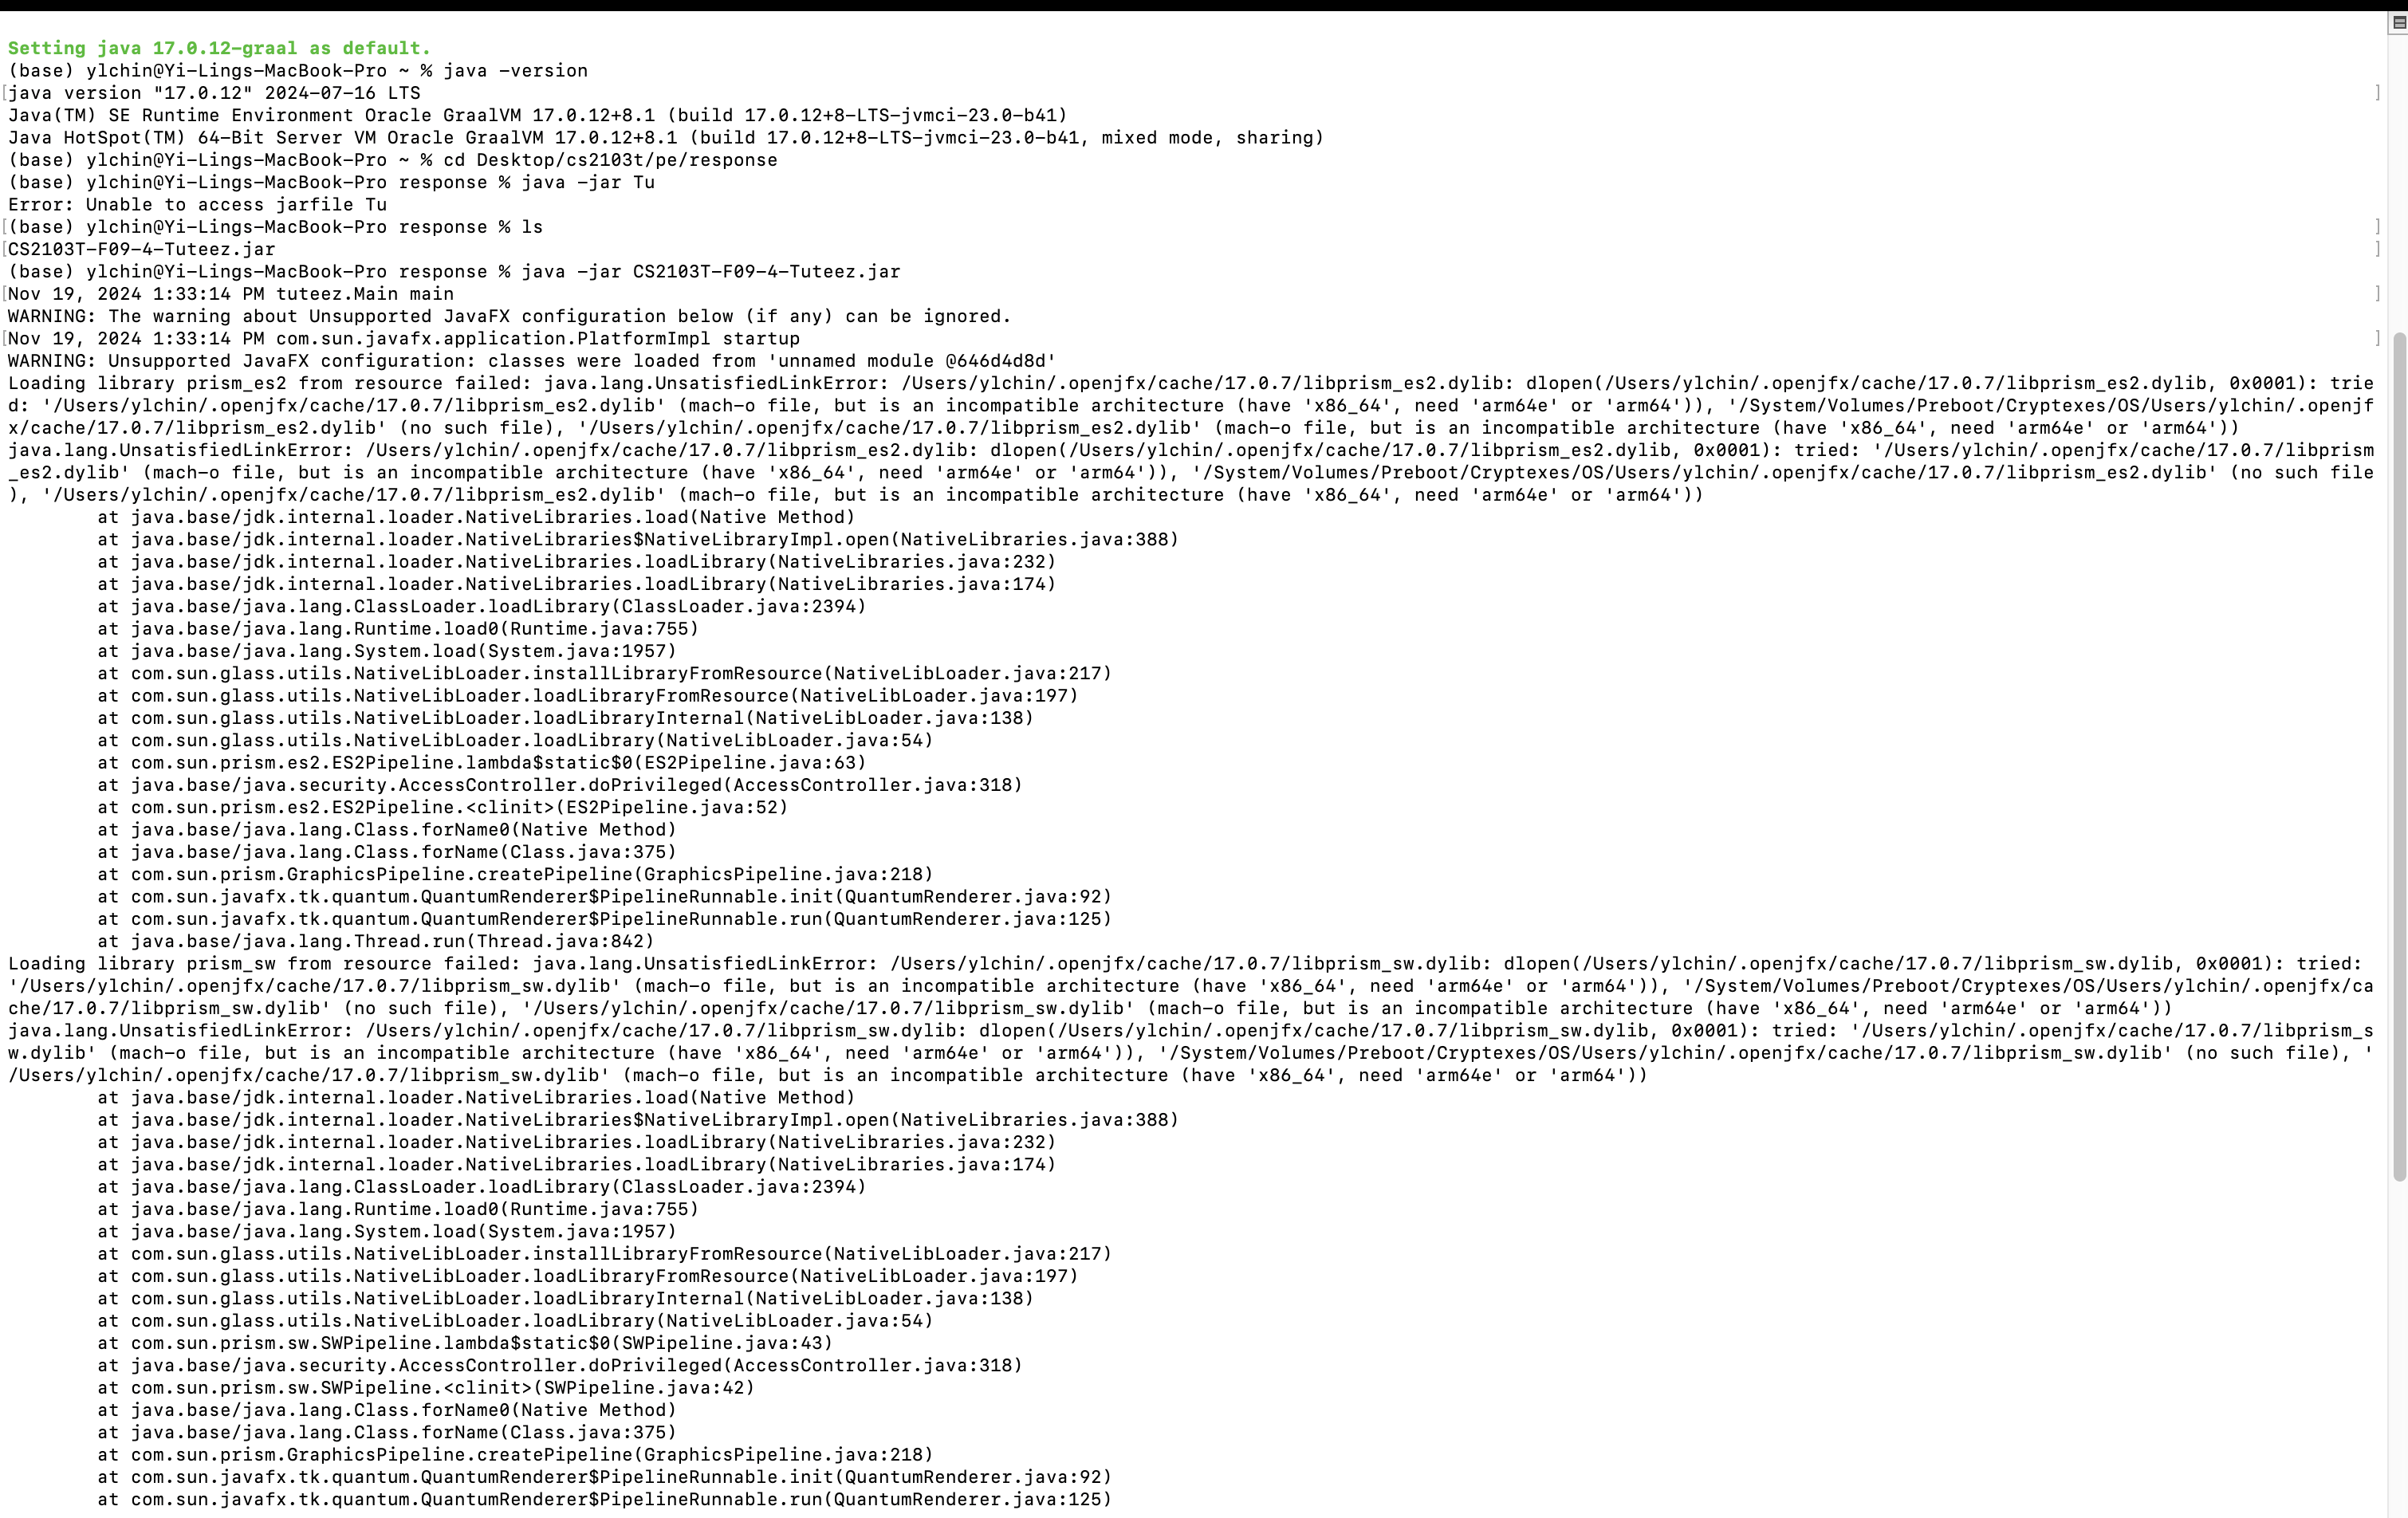 Setting java 17.0.12-graal as default.
(base) ylchin@Yi-Lings-MacBook-Pro ~ % java -version
[java version "17.0.12" 2024-07-16 LTS ]
Java(TM) SE Runtime Environment Oracle GraalVM 17.0.12+8.1 (build 17.0.12+8-LTS-jvmci-23.0-b41)
Java HotSpot(TM) 64-Bit Server VM Oracle GraalVM 17.0.12+8.1 (build 17.0.12+8-LTS-jvmci-23.0-b41, mixed mode, sharing)
(base) ylchin@Yi-Lings-MacBook-Pro ~ % cd Desktop/cs2103t/pe/response
(base) ylchin@Yi-Lings-MacBook-Pro response % java -jar Tu
Error: Unable to access jarfile Tu
[(base) ylchin@Yi-Lings-MacBook-Pro response % ls ]
[CS2103T-F09-4-Tuteez.jar ]
(base) ylchin@Yi-Lings-MacBook-Pro response % java -jar CS2103T-F09-4-Tuteez.jar
[Nov 19, 2024 1:33:14 PM tuteez.Main main ]
WARNING: The warning about Unsupported JavaFX configuration below (if any) can be ignored.
[Nov 19, 2024 1:33:14 PM com.sun.javafx.application.PlatformImpl startup ]
WARNING: Unsupported JavaFX configuration: classes were loaded from 'unnamed module @646d4d8d'
Loading library prism_es2 from resource failed: java.lang.UnsatisfiedLinkError: /Users/ylchin/.openjfx/cache/17.0.7/libprism_es2.dylib: dlopen(/Users/ylchin/.openjfx/cache/17.0.7/libprism_es2.dylib, 0x0001): trie
d: '/Users/ylchin/.openjfx/cache/17.0.7/libprism_es2.dylib' (mach-o file, but is an incompatible architecture (have 'x86_64', need 'arm64e' or 'arm64')), '/System/Volumes/Preboot/Cryptexes/OS/Users/ylchin/.openjf
x/cache/17.0.7/libprism_es2.dylib' (no such file), '/Users/ylchin/.openjfx/cache/17.0.7/libprism_es2.dylib' (mach-o file, but is an incompatible architecture (have 'x86_64', need 'arm64e' or 'arm64'))
java.lang.UnsatisfiedLinkError: /Users/ylchin/.openjfx/cache/17.0.7/libprism_es2.dylib: dlopen(/Users/ylchin/.openjfx/cache/17.0.7/libprism_es2.dylib, 0x0001): tried: '/Users/ylchin/.openjfx/cache/17.0.7/libprism
_es2.dylib' (mach-o file, but is an incompatible architecture (have 'x86_64', need 'arm64e' or 'arm64')), '/System/Volumes/Preboot/Cryptexes/OS/Users/ylchin/.openjfx/cache/17.0.7/libprism_es2.dylib' (no such file
), '/Users/ylchin/.openjfx/cache/17.0.7/libprism_es2.dylib' (mach-o file, but is an incompatible architecture (have 'x86_64', need 'arm64e' or 'arm64'))
at java.base/jdk.internal.loader.NativeLibraries.load(Native Method)
at java.base/jdk.internal.loader.NativeLibraries$NativeLibraryImpl.open(NativeLibraries.java:388)
at java.base/jdk.internal.loader.NativeLibraries.loadLibrary(NativeLibraries.java:232)
at java.base/jdk.internal.loader.NativeLibraries.loadLibrary(NativeLibraries.java:174)
at java.base/java.lang.ClassLoader.loadLibrary(ClassLoader.java:2394)
at java.base/java.lang.Runtime.load0(Runtime.java:755)
at java.base/java.lang.System.load(System.java:1957)
at com.sun.glass.utils.NativeLibLoader.installLibraryFromResource(NativeLibLoader.java:217)
at com.sun.glass.utils.NativeLibLoader.loadLibraryFromResource(NativeLibLoader.java:197)
at com.sun.glass.utils.NativeLibLoader.loadLibraryInternal(NativeLibLoader.java:138)
at com.sun.glass.utils.NativeLibLoader.loadLibrary(NativeLibLoader.java:54)
at com.sun.prism.es2.ES2Pipeline.lambda$static$0(ES2Pipeline.java:63)
at java.base/java.security.AccessController.doPrivileged(AccessController.java:318)
at com.sun.prism.es2.ES2Pipeline.<clinit>(ES2Pipeline.java:52)
at java.base/java.lang.Class.forName0(Native Method)
at java.base/java.lang.Class.forName(Class.java:375)
at com.sun.prism.GraphicsPipeline.createPipeline(GraphicsPipeline.java:218)
at com.sun.javafx.tk.quantum.QuantumRenderer$PipelineRunnable.init(QuantumRenderer.java:92)
at com.sun.javafx.tk.quantum.QuantumRenderer$PipelineRunnable.run(QuantumRenderer.java:125)
at java.base/java.lang.Thread.run(Thread.java:842)
Loading library prism_sw from resource failed: java.lang.UnsatisfiedLinkError: /Users/ylchin/.openjfx/cache/17.0.7/libprism_sw.dylib: dlopen(/Users/ylchin/.openjfx/cache/17.0.7/libprism_sw.dylib, 0x0001): tried:
'/Users/ylchin/.openjfx/cache/17.0.7/libprism_sw.dylib' (mach-o file, but is an incompatible architecture (have 'x86_64', need 'arm64e' or 'arm64')), '/System/Volumes/Preboot/Cryptexes/OS/Users/ylchin/.openjfx/ca
che/17.0.7/libprism_sw.dylib' (no such file), '/Users/ylchin/.openjfx/cache/17.0.7/libprism_sw.dylib' (mach-o file, but is an incompatible architecture (have 'x86_64', need 'arm64e' or 'arm64'))
java.lang.UnsatisfiedLinkError: /Users/ylchin/.openjfx/cache/17.0.7/libprism_sw.dylib: dlopen(/Users/ylchin/.openjfx/cache/17.0.7/libprism_sw.dylib, 0x0001): tried: '/Users/ylchin/.openjfx/cache/17.0.7/libprism_s
w.dylib' (mach-o file, but is an incompatible architecture (have 'x86_64', need 'arm64e' or 'arm64')), '/System/Volumes/Preboot/Cryptexes/OS/Users/ylchin/.openjfx/cache/17.0.7/libprism_sw.dylib' (no such file), '
/Users/ylchin/.openjfx/cache/17.0.7/libprism_sw.dylib' (mach-o file, but is an incompatible architecture (have 'x86_64', need 'arm64e' or 'arm64'))
at java.base/jdk.internal.loader.NativeLibraries.load(Native Method)
at java.base/jdk.internal.loader.NativeLibraries$NativeLibraryImpl.open(NativeLibraries.java:388)
at java.base/jdk.internal.loader.NativeLibraries.loadLibrary(NativeLibraries.java:232)
at java.base/jdk.internal.loader.NativeLibraries.loadLibrary(NativeLibraries.java:174)
at java.base/java.lang.ClassLoader.loadLibrary(ClassLoader.java:2394)
at java.base/java.lang.Runtime.load0(Runtime.java:755)
at java.base/java.lang.System.load(System.java:1957)
at com.sun.glass.utils.NativeLibLoader.installLibraryFromResource(NativeLibLoader.java:217)
at com.sun.glass.utils.NativeLibLoader.loadLibraryFromResource(NativeLibLoader.java:197)
at com.sun.glass.utils.NativeLibLoader.loadLibraryInternal(NativeLibLoader.java:138)
at com.sun.glass.utils.NativeLibLoader.loadLibrary(NativeLibLoader.java:54)
at com.sun.prism.sw.SWPipeline.lambda$static$0(SWPipeline.java:43)
at java.base/java.security.AccessController.doPrivileged(AccessController.java:318)
at com.sun.prism.sw.SWPipeline.<clinit>(SWPipeline.java:42)
at java.base/java.lang.Class.forName0(Native Method)
at java.base/java.lang.Class.forName(Class.java:375)
at com.sun.prism.GraphicsPipeline.createPipeline(GraphicsPipeline.java:218)
at com.sun.javafx.tk.quantum.QuantumRenderer$PipelineRunnable.init(QuantumRenderer.java:92)
at com.sun.javafx.tk.quantum.QuantumRenderer$PipelineRunnable.run(QuantumRenderer.java:125)